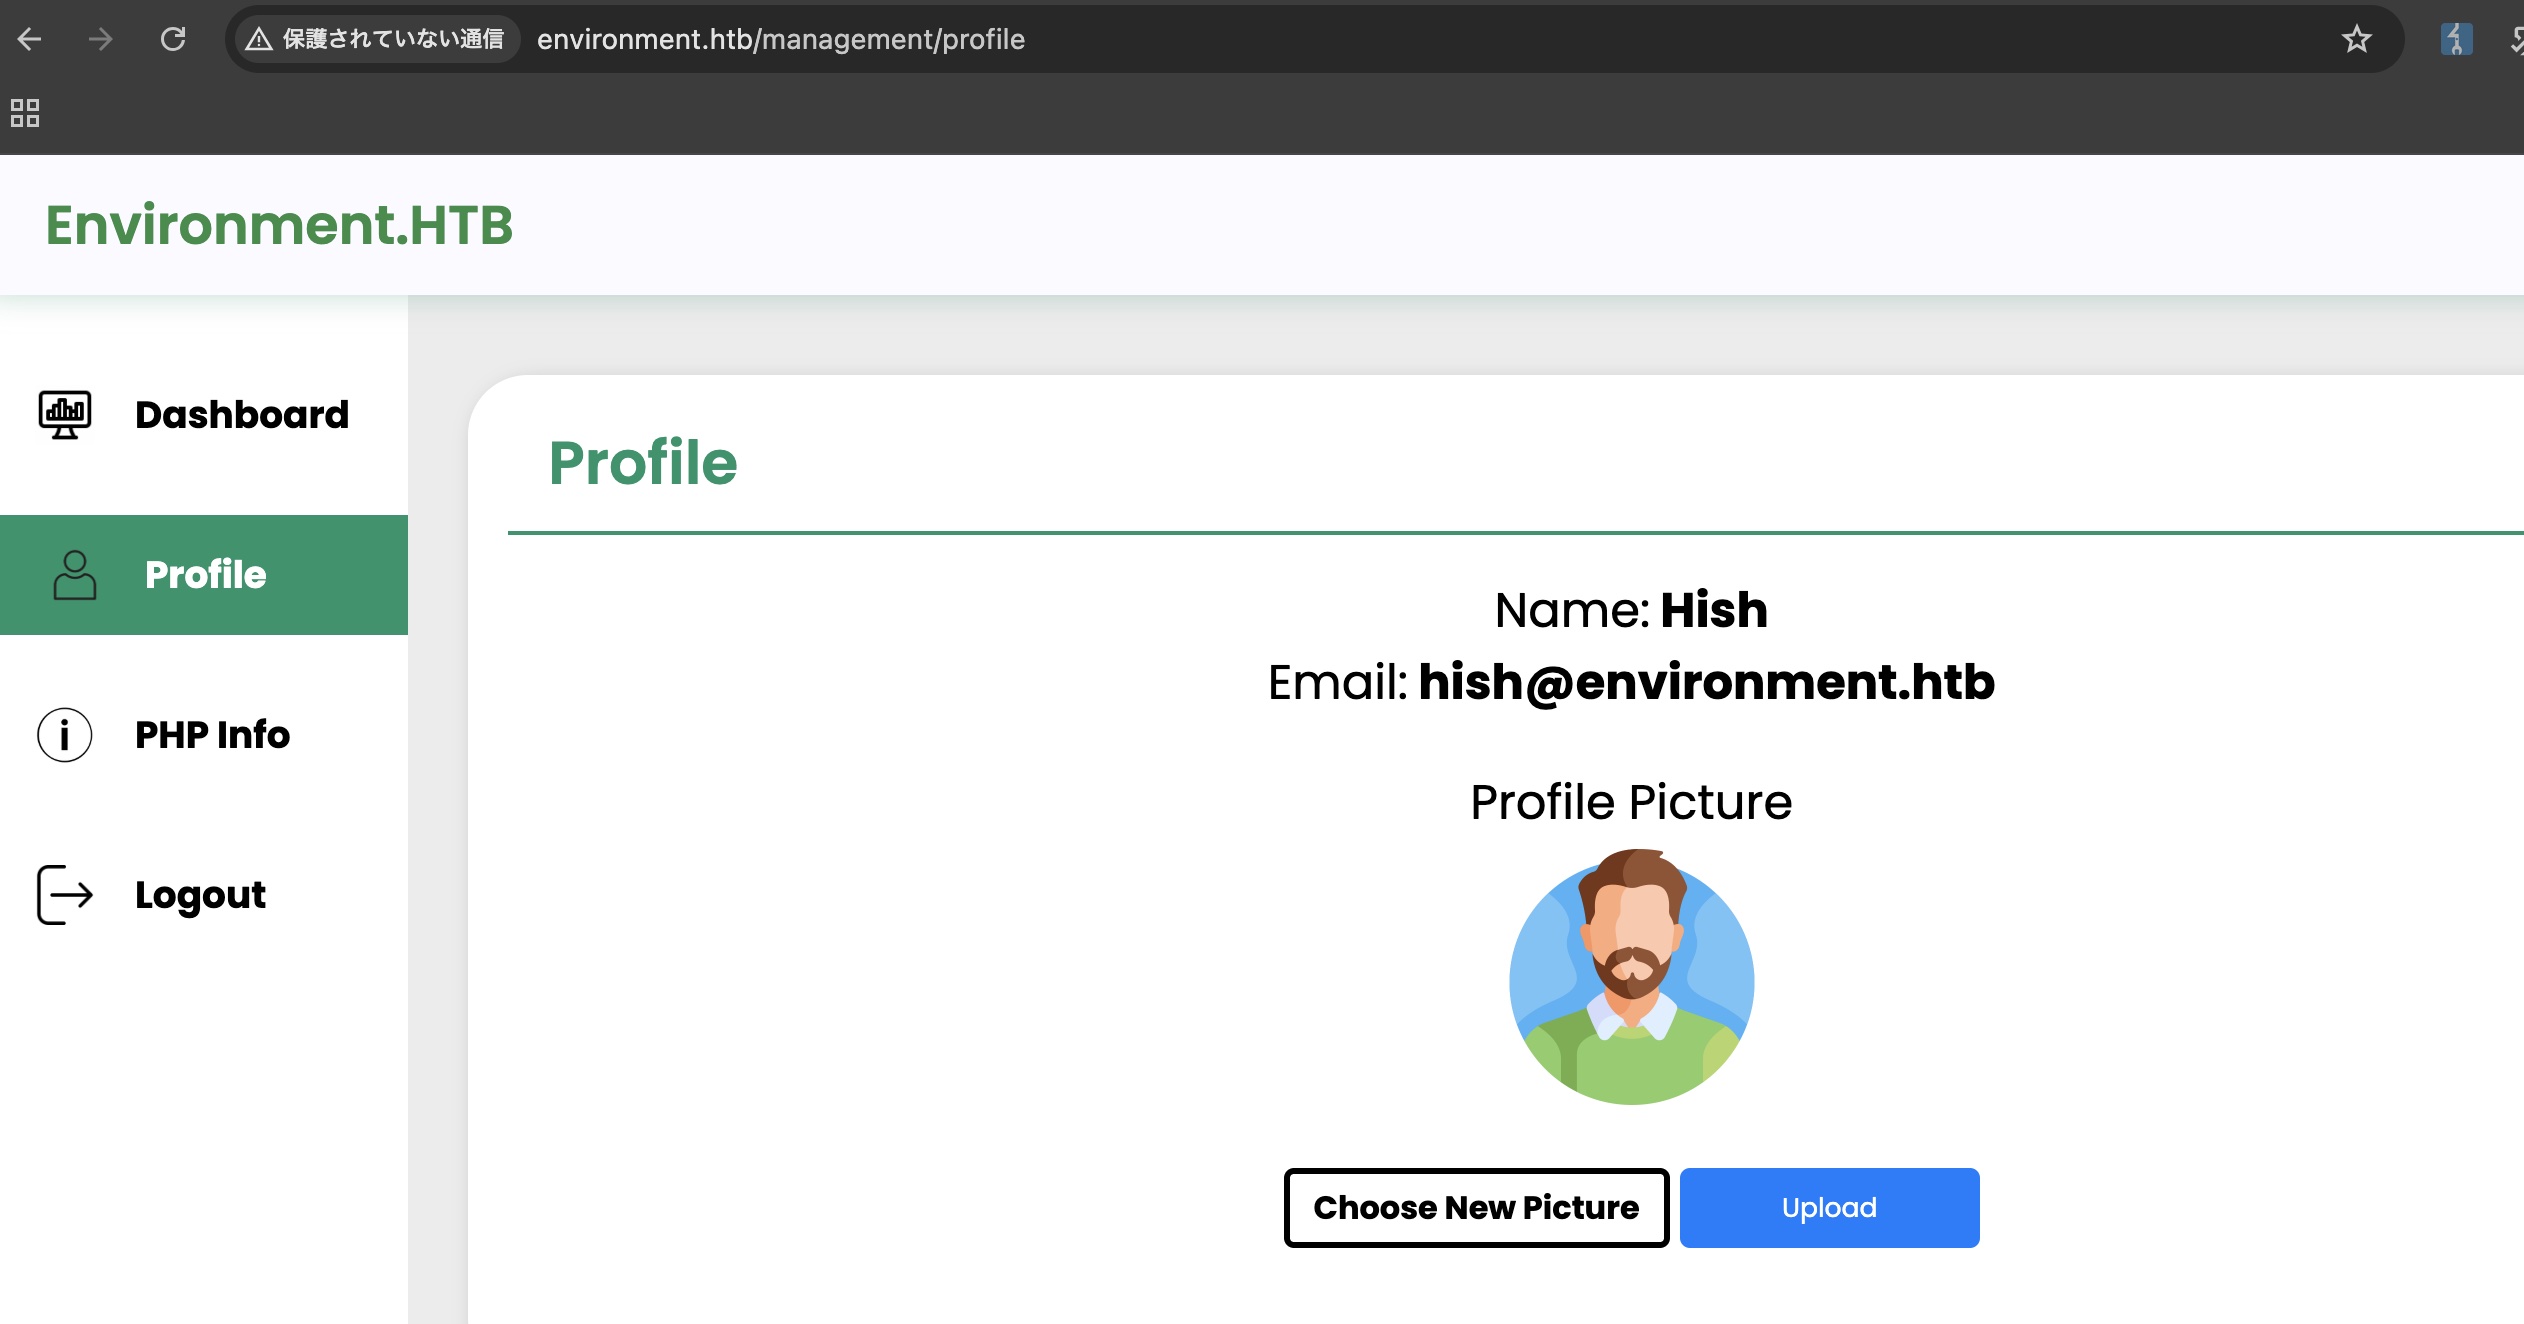 保護されていない通信 environment.htb/management/profile
Environment.HTB
Dashboard
Profile
PHP Info
Logout
Profile
Name: Hish
Email: hish@environment.htb
Profile Picture
Choose New Picture Upload